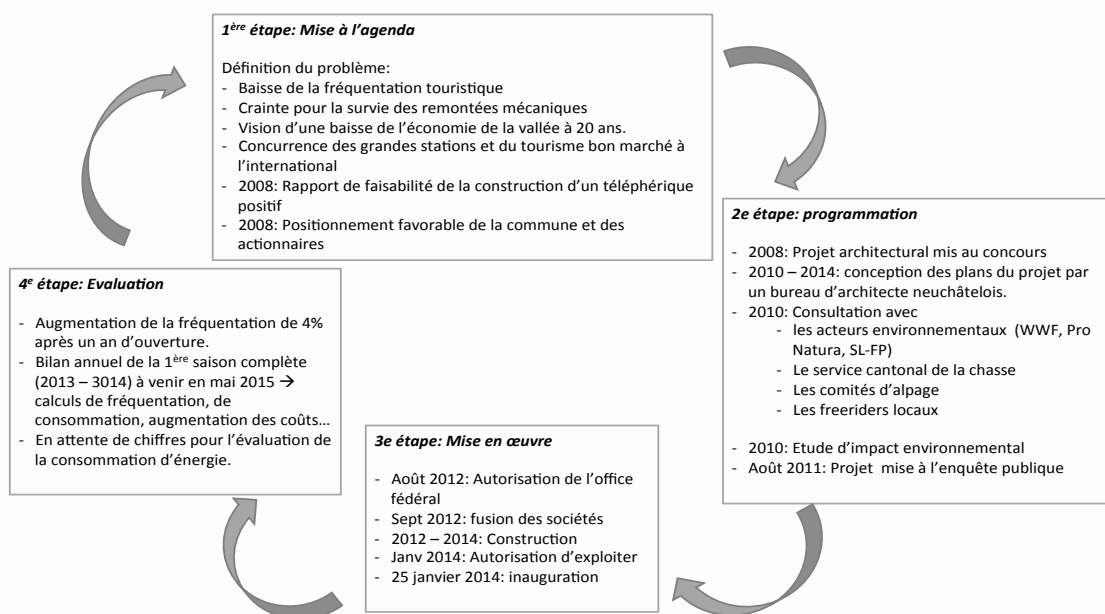 1ère étape: Mise à l'agenda
Définition du problème:
- Baisse de la fréquentation touristique
- Crainte pour la survie des remontées mécaniques
- Vision d'une baisse de l'économie de la vallée à 20 ans.
- Concurrence des grandes stations et du tourisme bon marché à
l'international
- 2008: Rapport de faisabilité de la construction d'un téléphérique
positif
- 2008: Positionnement favorable de la commune et des
actionnaires
2e étape: programmation
- 2008: Projet architectural mis au concours
- 2010 – 2014: conception des plans du projet par
un bureau d'architecte neuchâtelois.
- 2010: Consultation avec
- les acteurs environnementaux (WWF, Pro
Natura, SL-FP)
- Le service cantonal de la chasse
- Les comités d'alpage
- Les freeriders locaux
- 2010: Etude d'impact environnemental
- Août 2011: Projet mise à l'enquête publique
3e étape: Mise en œuvre
- Août 2012: Autorisation de l'office
fédéral
- Sept 2012: fusion des sociétés
- 2012 – 2014: Construction
- Janv 2014: Autorisation d'exploiter
- 25 janvier 2014: inauguration
4e étape: Evaluation
- Augmentation de la fréquentation de 4%
après un an d'ouverture.
- Bilan annuel de la 1ère saison complète
(2013 – 3014) à venir en mai 2015 →
calculs de fréquentation, de
consommation, augmentation des coûts…
- En attente de chiffres pour l'évaluation de
la consommation d'énergie.